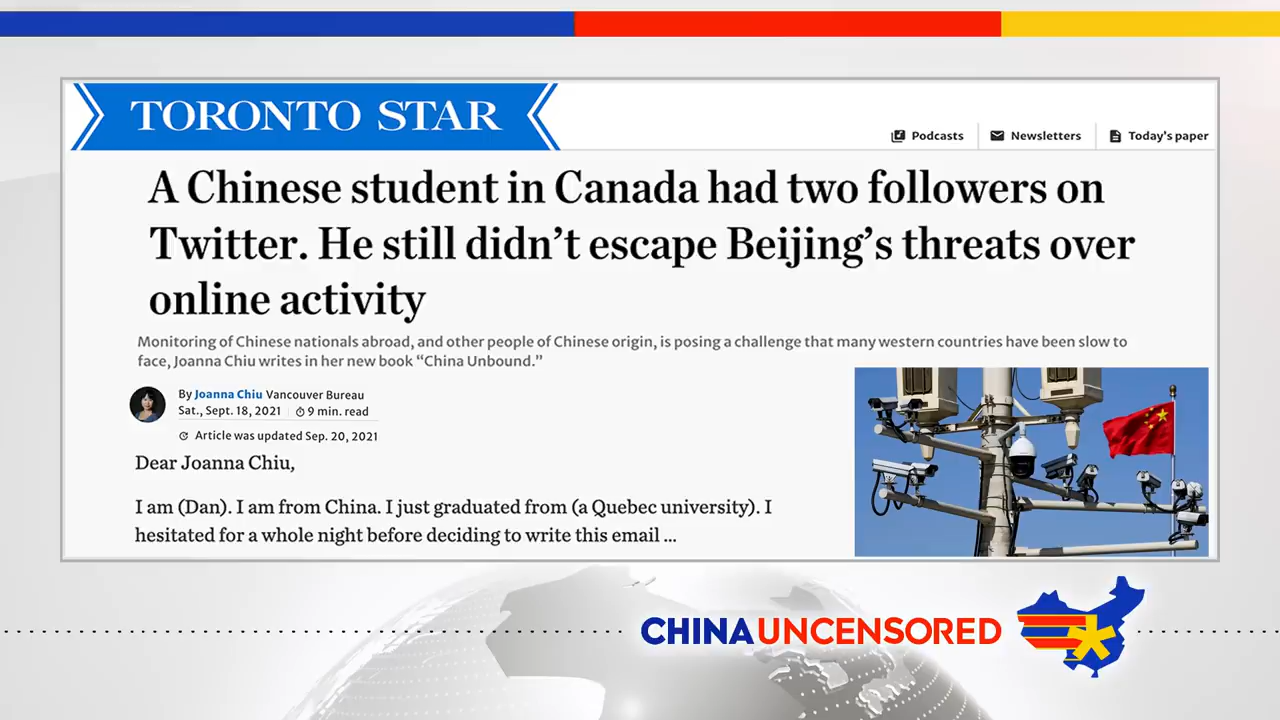 TORONTO STAR
Podcasts
Newsletters
Today's paper
A Chinese student in Canada had two followers on
Twitter. He still didn’t escape Beijing’s threats over
online activity
Monitoring of Chinese nationals abroad, and other people of Chinese origin, is posing a challenge that many western countries have been slow to
face, Joanna Chiu writes in her new book “China Unbound.”
By Joanna Chiu Vancouver Bureau
Sat., Sept. 18, 2021
9 min. read
Article was updated Sep. 20, 2021
Dear Joanna Chiu,
I am (Dan). I am from China. I just graduated from (a Quebec university). I
hesitated for a whole night before deciding to write this email ...
CHINA UNCENSORED